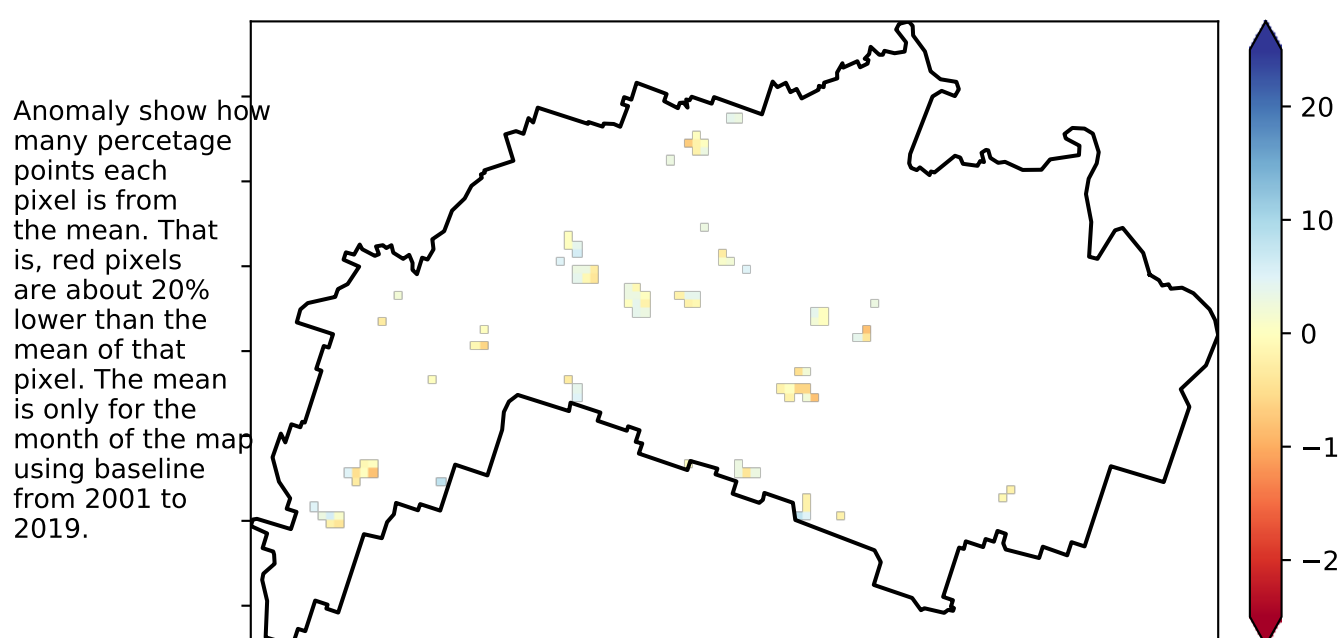 Anomaly show how
many percetage
points each
pixel is from
the mean. That
is, red pixels
are about 20%
lower than the
mean of that
pixel. The mean
is only for the
month of the map
using baseline
from 2001 to
2019.
20
10
0
−1
−2